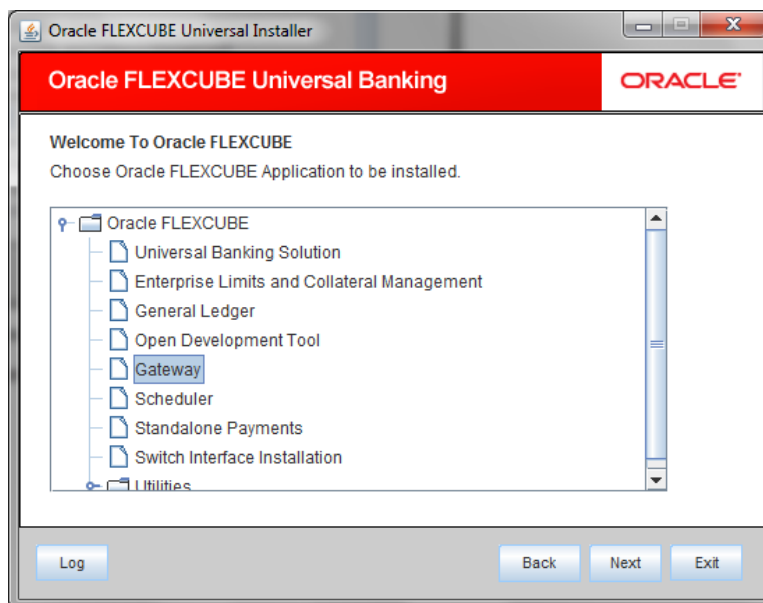 Oracle FLEXCUBE Universal Installer
Oracle FLEXCUBE Universal Banking
ORACLE
Welcome To Oracle FLEXCUBE
Choose Oracle FLEXCUBE Application to be installed.
Oracle FLEXCUBE
Universal Banking Solution
Enterprise Limits and Collateral Management
General Ledger
Open Development Tool
Gateway
Scheduler
Standalone Payments
Switch Interface Installation
Utilities
Log Back Next Exit